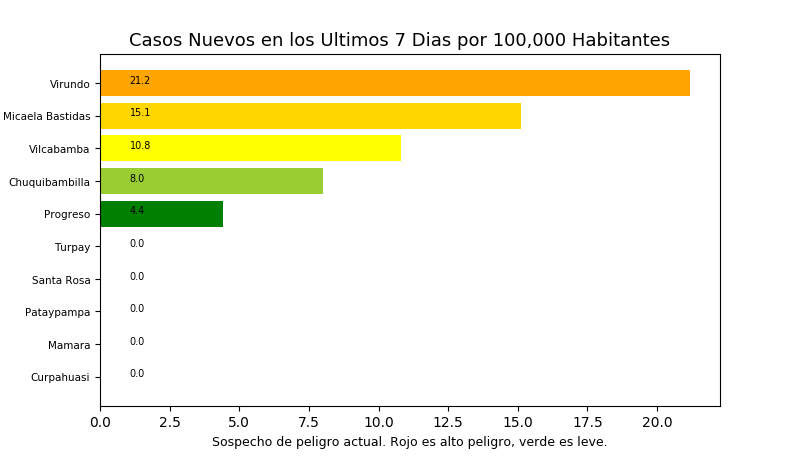 Casos Nuevos en los Ultimos 7 Dias por 100,000 Habitantes
Virundo 21.2
Micaela Bastidas 15.1
Vilcabamba 10.8
Chuquibambilla 8.0
Progreso 4.4
Turpay 0.0
Santa Rosa 0.0
Pataypampa 0.0
Mamara 0.0
Curpahuasi 0.0
0.0 2.5 5.0 7.5 10.0 12.5 15.0 17.5 20.0
Sospecho de peligro actual. Rojo es alto peligro, verde es leve.